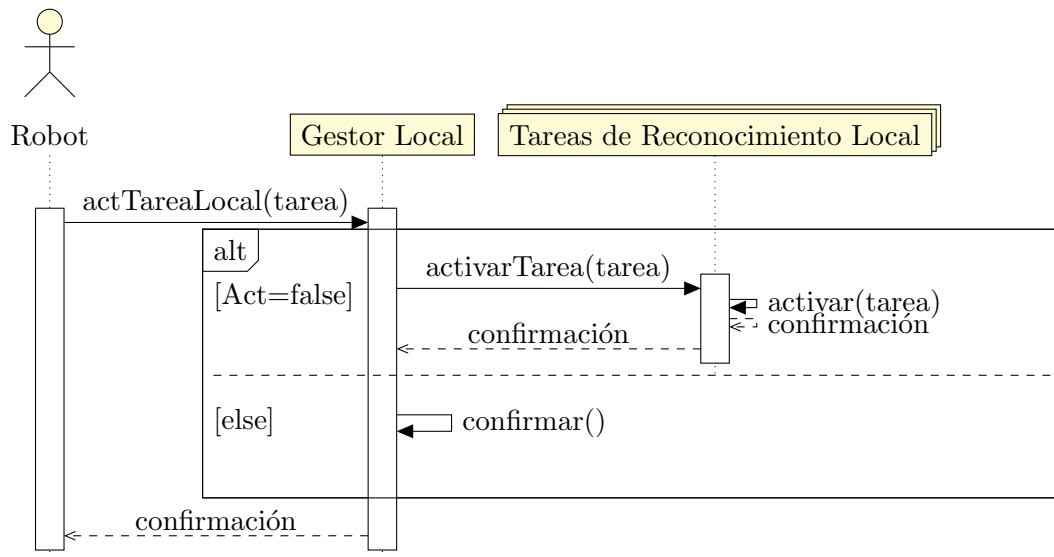 Robot
Gestor Local
Tareas de Reconocimiento Local
actTareaLocal(tarea)
alt
activarTarea(tarea)
[Act=false]
activar(tarea)
confirmación
confirmación
[else]
confirmar()
confirmación